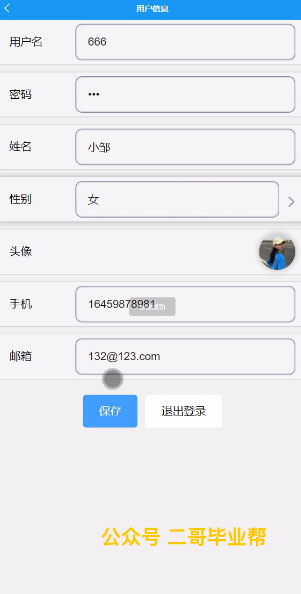 用户信息
用户名 666
密码 •••
姓名 小邹
性别 女
头像
手机 16459878981
邮箱 132@123.com
保存 退出登录
公众号 二哥毕业帮